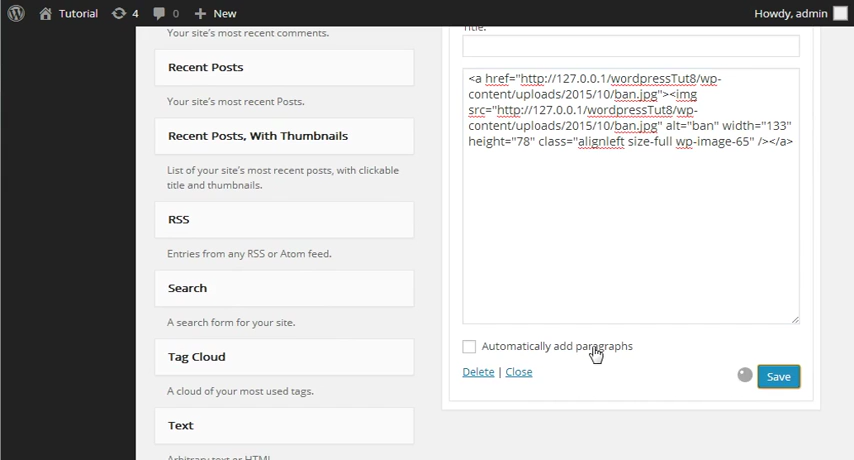 Tutorial 4 0 + New Howdy, admin
Your site's most recent comments.
Title:
Recent Posts
Your site's most recent Posts.
Recent Posts, With Thumbnails
List of your site's most recent posts, with clickable
title and thumbnails.
RSS
Entries from any RSS or Atom feed.
Search
A search form for your site.
Tag Cloud
A cloud of your most used tags.
Text
Arbitrary text or HTML.
<a href="http://127.0.0.1/wordpressTut8/wp-
content/uploads/2015/10/ban.jpg"><img
src="http://127.0.0.1/wordpressTut8/wp-
content/uploads/2015/10/ban.jpg" alt="ban" width="133"
height="78" class="alignleft size-full wp-image-65" /></a>
Automatically add paragraphs
Delete | Close
Save